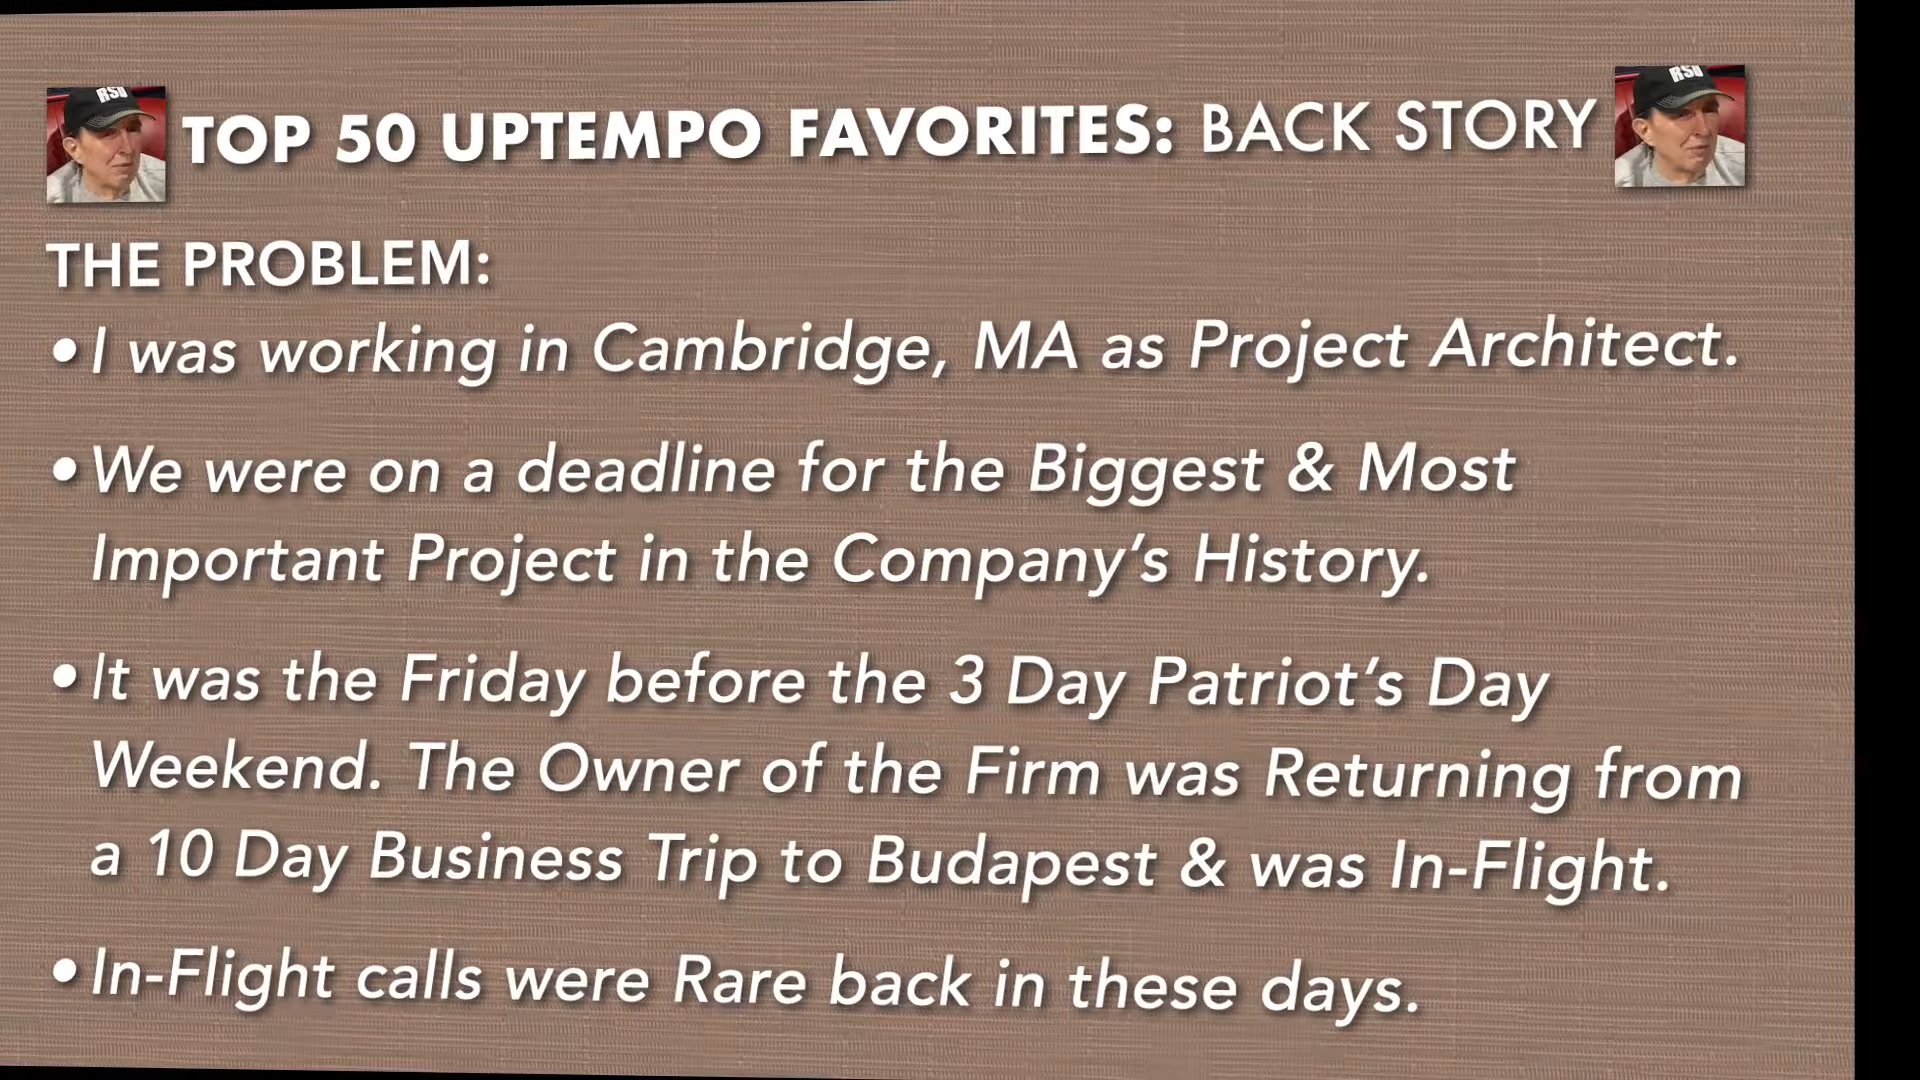 TOP 50 UPTEMPO FAVORITES: BACK STORY
THE PROBLEM:
•I was working in Cambridge, MA as Project Architect.
•We were on a deadline for the Biggest & Most
Important Project in the Company's History.
•It was the Friday before the 3 Day Patriot's Day
Weekend. The Owner of the Firm was Returning from
a 10 Day Business Trip to Budapest & was In-Flight.
•In-Flight calls were Rare back in these days.